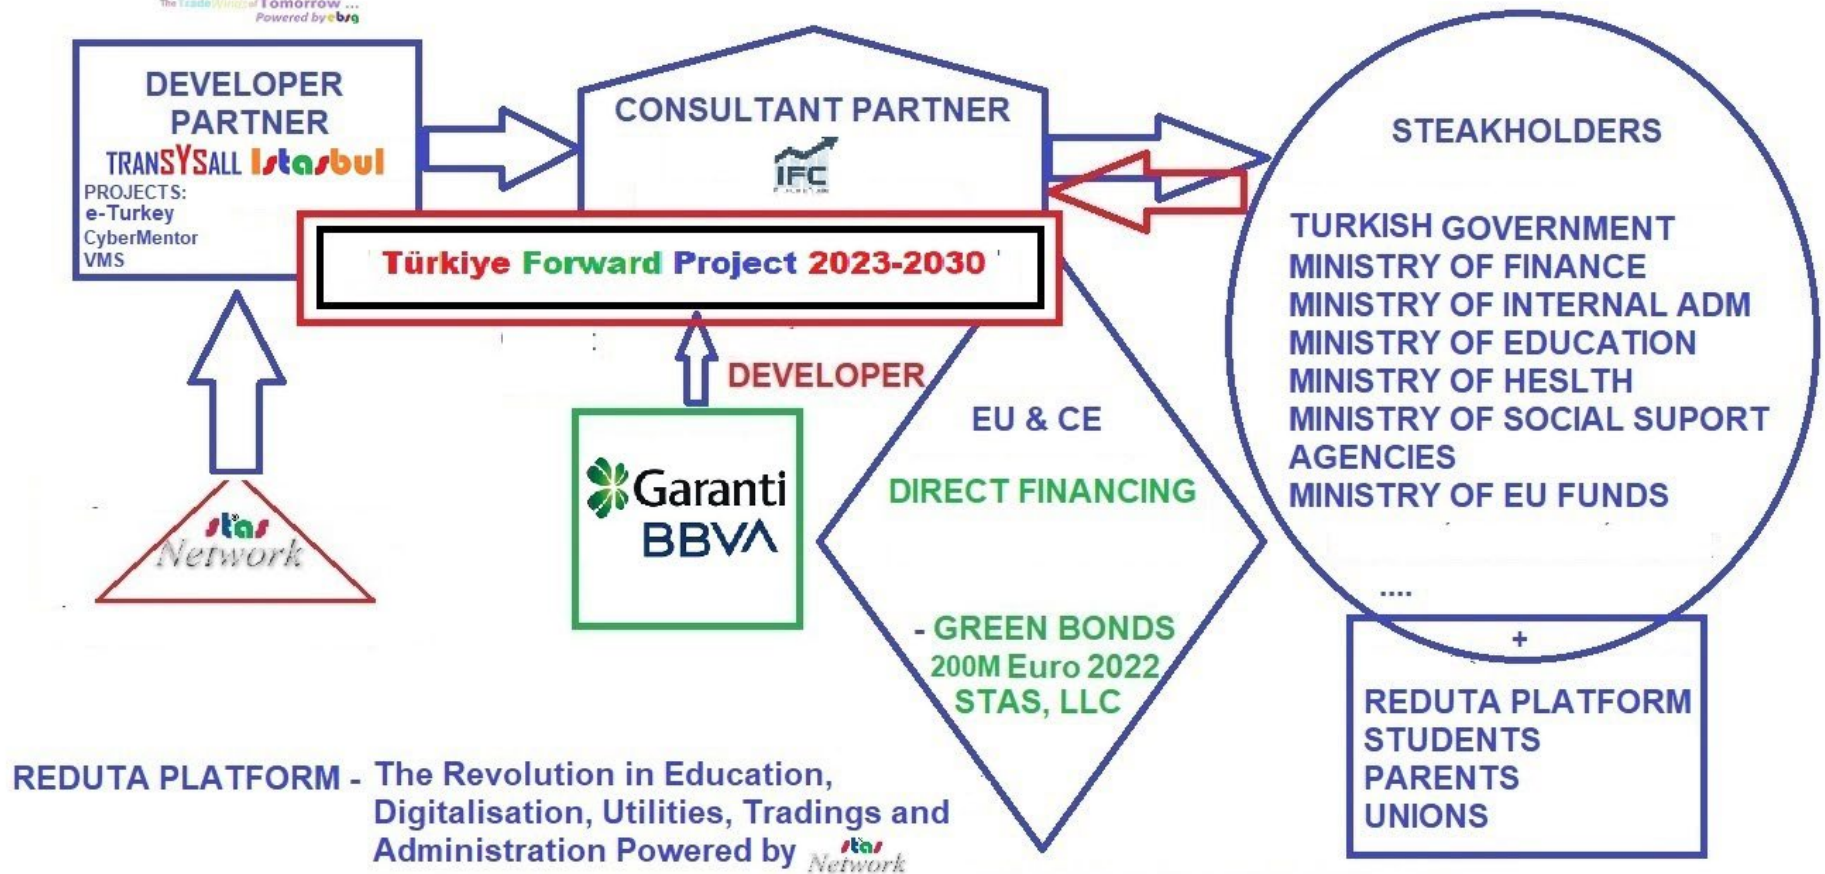 The TradeWinds of Tomorrow ...
Powered by ebsg
DEVELOPER
PARTNER
TRANSYSALL Istasbul
PROJECTS:
e-Turkey
CyberMentor
VMS
CONSULTANT PARTNER
IFC
STEAKHOLDERS
TURKISH GOVERNMENT
MINISTRY OF FINANCE
MINISTRY OF INTERNAL ADM
MINISTRY OF EDUCATION
MINISTRY OF HESLTH
MINISTRY OF SOCIAL SUPORT
AGENCIES
MINISTRY OF EU FUNDS
....
+
REDUTA PLATFORM
STUDENTS
PARENTS
UNIONS
Türkiye Forward Project 2023-2030
DEVELOPER
Garanti
BBVA
EU & CE
DIRECT FINANCING
- GREEN BONDS
200M Euro 2022
STAS, LLC
stas
Network
REDUTA PLATFORM - The Revolution in Education,
Digitalisation, Utilities, Tradings and
Administration Powered by stas Network